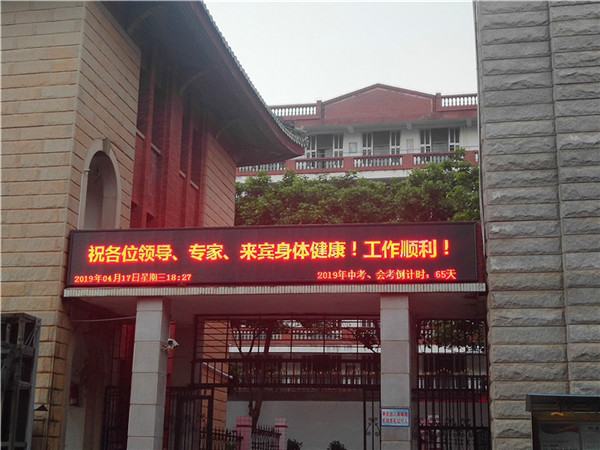 祝各位领导、专家、来宾身体健康！工作顺利！
2019年04月17日星期三18:27
2019年中考、会考倒计时：65天